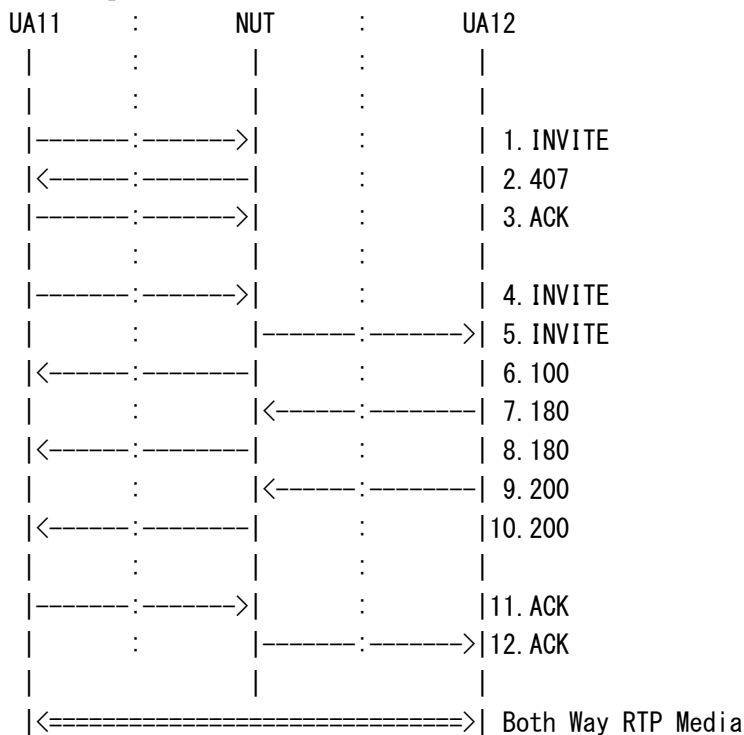 UA11 : NUT : UA12
| : | : |
| : | : |
|------:------->| : | 1. INVITE
|<------:-------| : | 2. 407
|------:------->| : | 3. ACK
| : | : |
|------:------->| : | 4. INVITE
| : |------:------->| 5. INVITE
|<------:-------| : | 6. 100
| : |<------:-------| 7. 180
|<------:-------| : | 8. 180
| : |<------:-------| 9. 200
|<------:-------| : |10. 200
| : | : |
|------:------->| : |11. ACK
| : |------:------->|12. ACK
| | |
|<=============================>| Both Way RTP Media